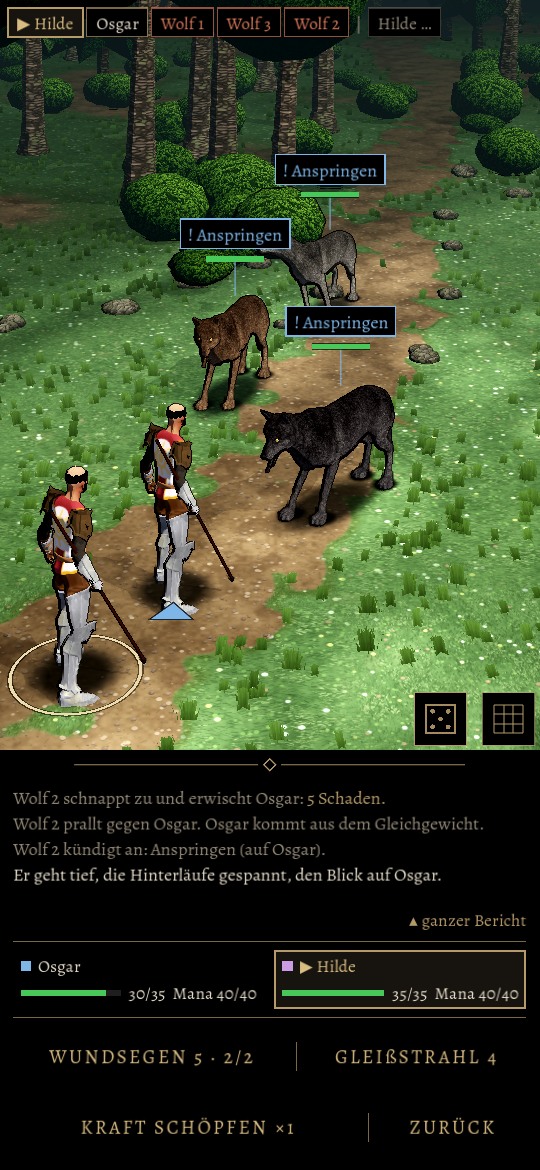 ▶ Hilde Osgar Wolf 1 Wolf 3 Wolf 2 | Hilde ...
! Anspringen
! Anspringen
! Anspringen
Wolf 2 schnappt zu und erwischt Osgar: 5 Schaden.
Wolf 2 prallt gegen Osgar. Osgar kommt aus dem Gleichgewicht.
Wolf 2 kündigt an: Anspringen (auf Osgar).
Er geht tief, die Hinterläufe gespannt, den Blick auf Osgar.
▲ ganzer Bericht
Osgar
30/35 Mana 40/40
▶ Hilde
35/35 Mana 40/40
WUNDSEGEN 5 · 2/2
GLEIßSTRAHL 4
KRAFT SCHÖPFEN ×1
ZURÜCK